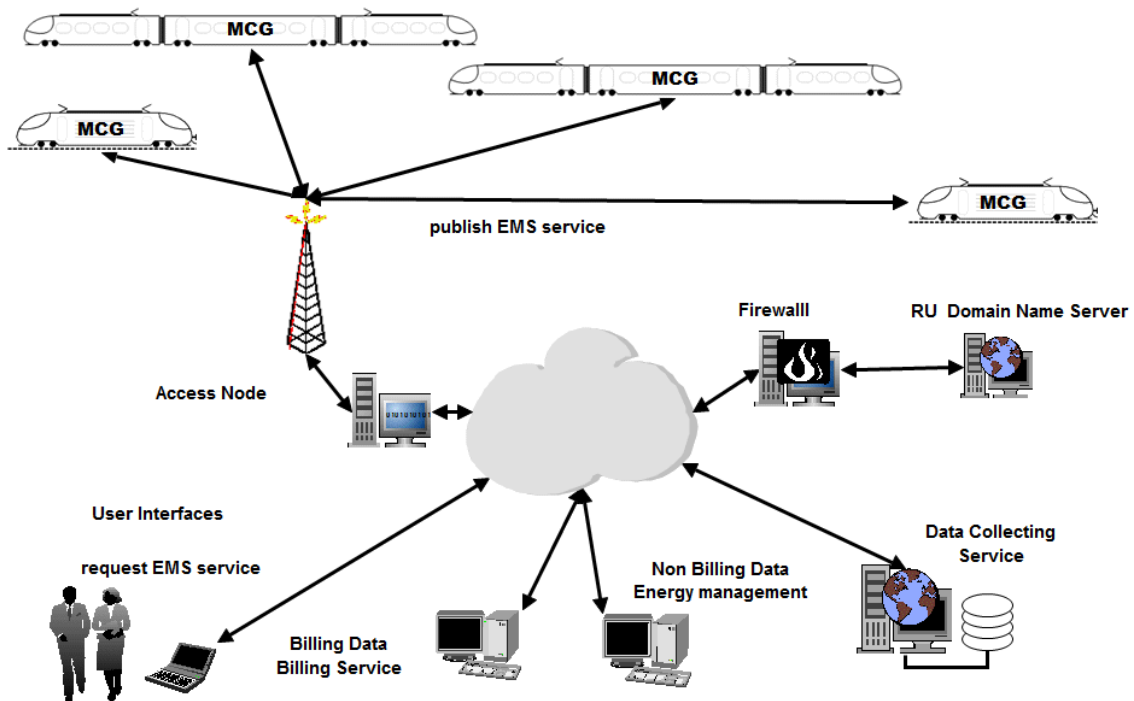 MCG
MCG
MCG
MCG
publish EMS service
Firewalll
RU Domain Name Server
Access Node
010101010101
User Interfaces
request EMS service
Data Collecting
Service
Non Billing Data
Energy management
Billing Data
Billing Service